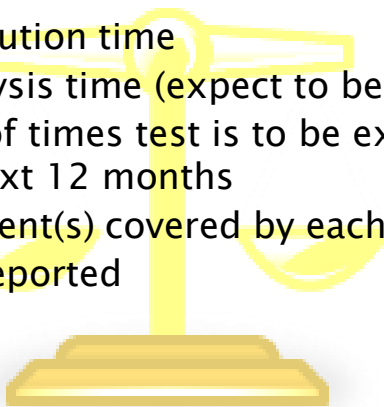 ution time
ysis time (expect to be
of times test is to be ex
ext 12 months
ent(s) covered by each
eported